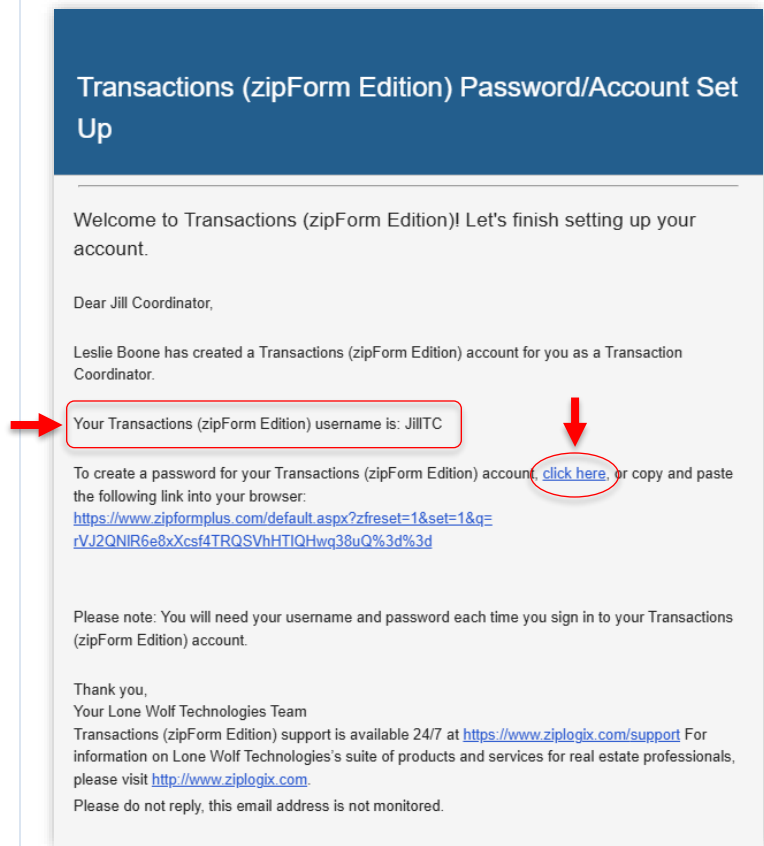 Transactions (zipForm Edition) Password/Account Set
Up
Welcome to Transactions (zipForm Edition)! Let's finish setting up your
account.
Dear Jill Coordinator,
Leslie Boone has created a Transactions (zipForm Edition) account for you as a Transaction
Coordinator.
Your Transactions (zipForm Edition) username is: JillTC
To create a password for your Transactions (zipForm Edition) account, click here, or copy and paste
the following link into your browser:
https://www.zipformplus.com/default.aspx?zfreset=1&set=1&q=
rVJ2QNIR6e8xXcsf4TRQSVhHTIQHwq38uQ%3d%3d
Please note: You will need your username and password each time you sign in to your Transactions
(zipForm Edition) account.
Thank you,
Your Lone Wolf Technologies Team
Transactions (zipForm Edition) support is available 24/7 at https://www.ziplogix.com/support For
information on Lone Wolf Technologies's suite of products and services for real estate professionals,
please visit http://www.ziplogix.com.
Please do not reply, this email address is not monitored.